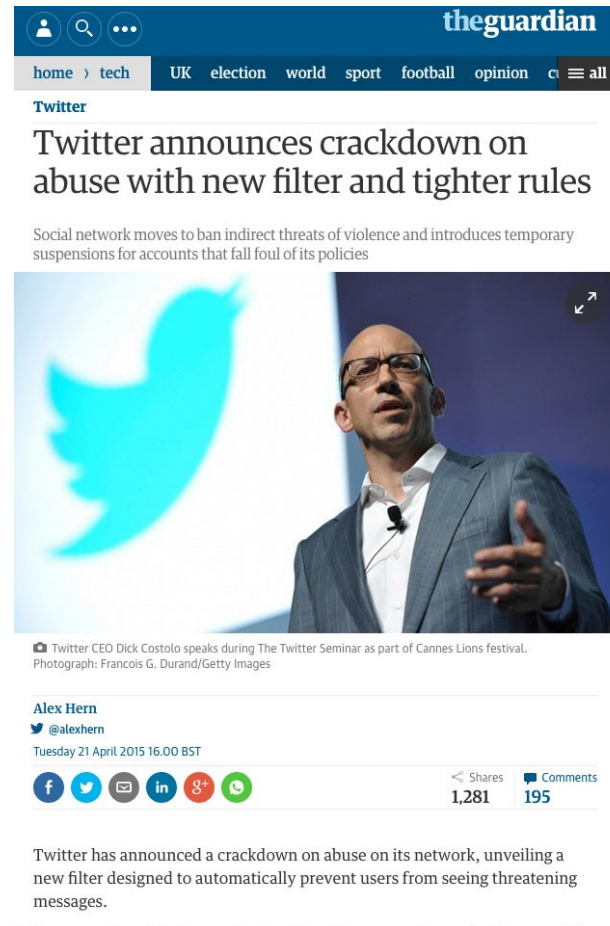 theguardian
home › tech UK election world sport football opinion all
Twitter
Twitter announces crackdown on
abuse with new filter and tighter rules
Social network moves to ban indirect threats of violence and introduces temporary
suspensions for accounts that fall foul of its policies
Twitter CEO Dick Costolo speaks during The Twitter Seminar as part of Cannes Lions festival.
Photograph: Francois G. Durand/Getty Images
Alex Hern
@alexhern
Tuesday 21 April 2015 16.00 BST
f in g+
Shares Comments
1,281 195
Twitter has announced a crackdown on abuse on its network, unveiling a
new filter designed to automatically prevent users from seeing threatening
messages.